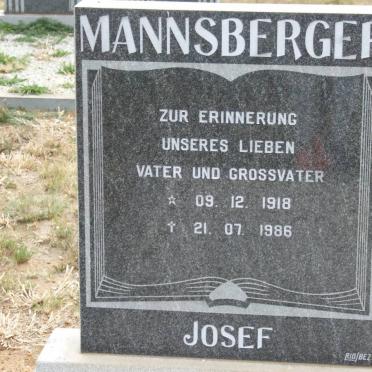 MANNSBERGER
ZUR ERINNERUNG
UNSERES LIEBEN
VATER UND GROSSVATER
☆ 09. 12. 1918
† 21. 07. 1986
JOSEF